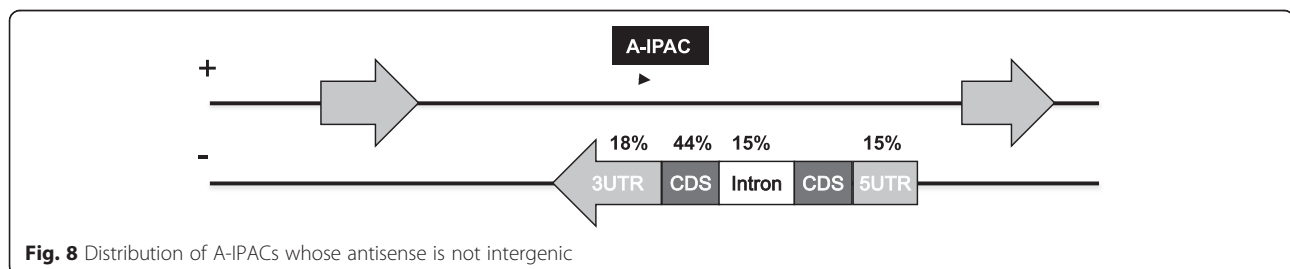 A-IPAC
+
-
18% 44% 15% 15%
3UTR CDS Intron CDS 5UTR
Fig. 8 Distribution of A-IPACs whose antisense is not intergenic